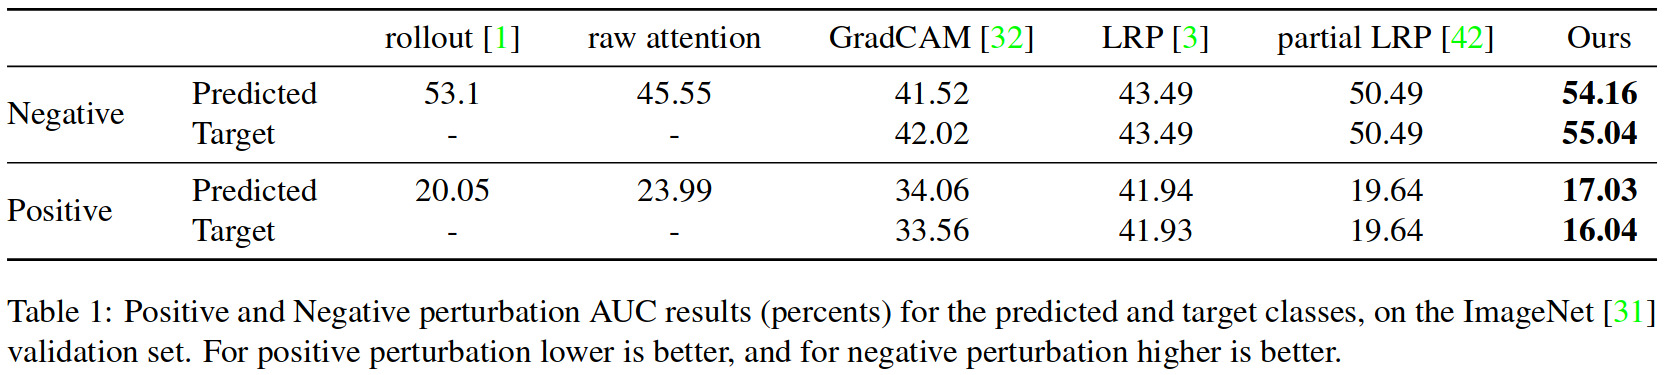 rollout [1] raw attention GradCAM [32] LRP [3] partial LRP [42] Ours
Negative Predicted 53.1 45.55 41.52 43.49 50.49 54.16
Target - - 42.02 43.49 50.49 55.04
Positive Predicted 20.05 23.99 34.06 41.94 19.64 17.03
Target - - 33.56 41.93 19.64 16.04
Table 1: Positive and Negative perturbation AUC results (percents) for the predicted and target classes, on the ImageNet [31]
validation set. For positive perturbation lower is better, and for negative perturbation higher is better.